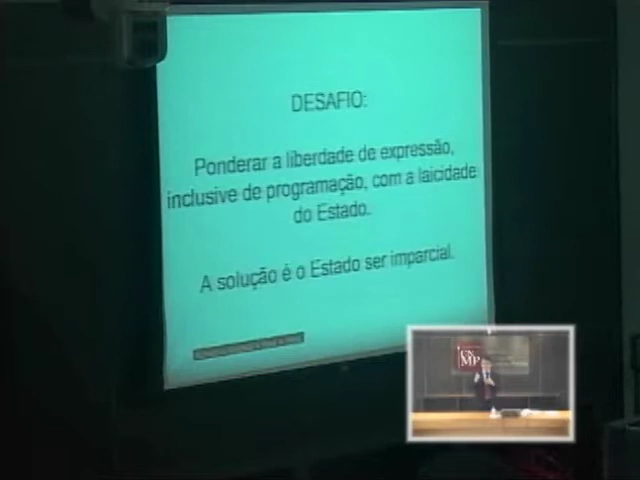 DESAFIO:
Ponderar a liberdade de expressão,
inclusive de programação, com a laicidade
do Estado.
A solução é o Estado ser imparcial.